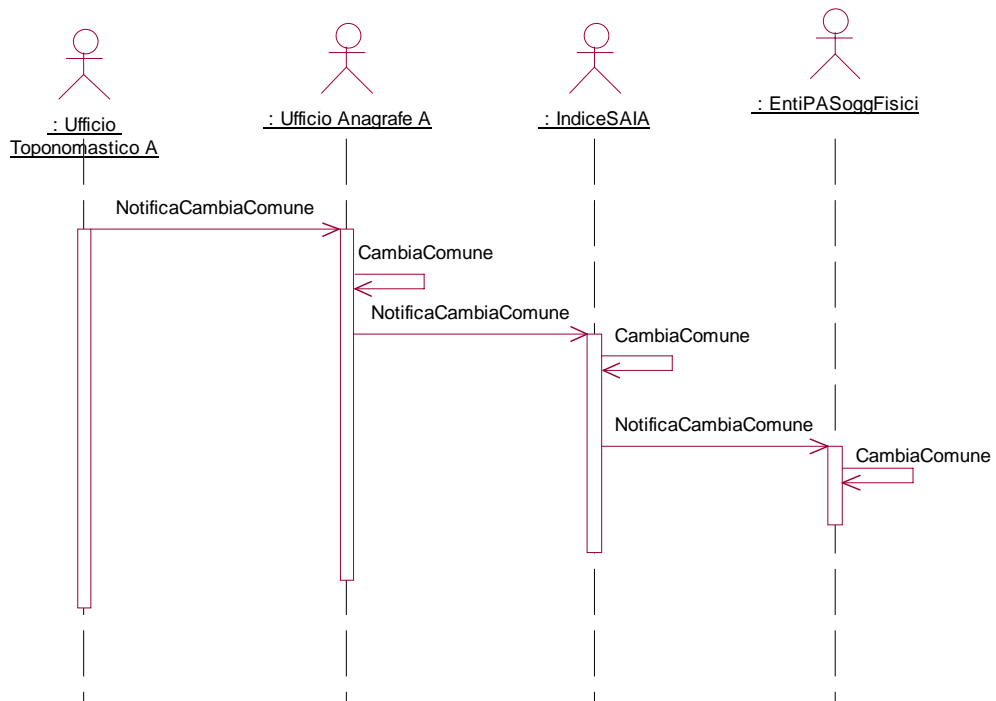 : EntiPASoggFisici
: Ufficio
Toponomastico A
: Ufficio Anagrafe A
: IndiceSAIA
NotificaCambiaComune
CambiaComune
NotificaCambiaComune
CambiaComune
NotificaCambiaComune
CambiaComune